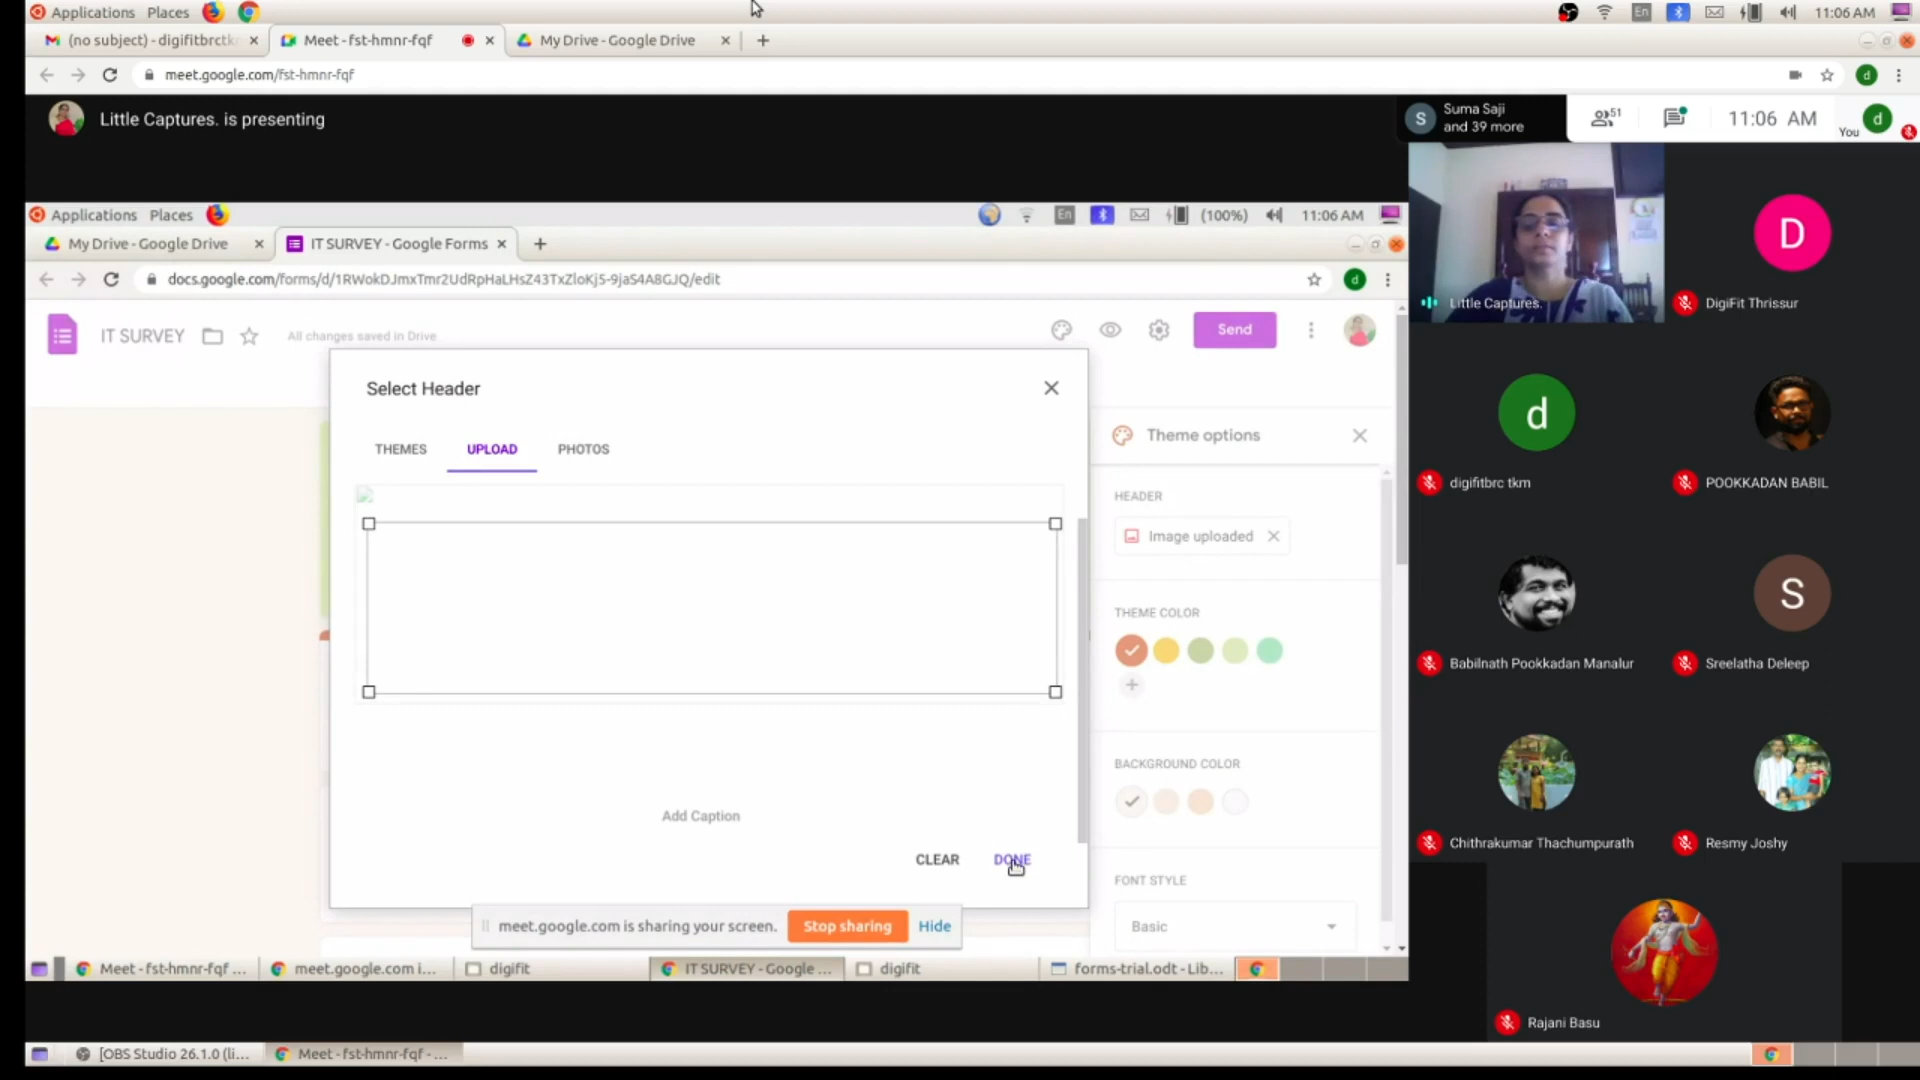 Applications Places En 11:06 AM
(no subject) - digifitbrctk Meet - fst-hmnr-fqf My Drive - Google Drive
meet.google.com/fst-hmnr-fqf d
Little Captures. is presenting
S Suma Saji
and 39 more
51
11:06 AM
You d
Applications Places En (100%) 11:06 AM
My Drive - Google Drive IT SURVEY - Google Forms
docs.google.com/forms/d/1RWokDJmxTmr2UdRpHaLHsZ43TxZloKj5-9jaS4A8GJQ/edit d
IT SURVEY All changes saved in Drive Send
Select Header
THEMES UPLOAD PHOTOS
Add Caption
CLEAR DONE
Theme options
HEADER
Image uploaded
THEME COLOR
BACKGROUND COLOR
FONT STYLE
Basic
meet.google.com is sharing your screen. Stop sharing Hide
Meet - fst-hmnr-fqf ... meet.google.com i... digifit IT SURVEY - Google ... digifit forms-trial.odt - Lib...
Little Captures.
D
DigiFit Thrissur
d
digifitbrc tkm
POOKKADAN BABIL
Babilnath Pookkadan Manalur
S
Sreelatha Deleep
Chithrakumar Thachumpurath
Resmy Joshy
Rajani Basu
[OBS Studio 26.1.0 (li... Meet - fst-hmnr-fqf - ...